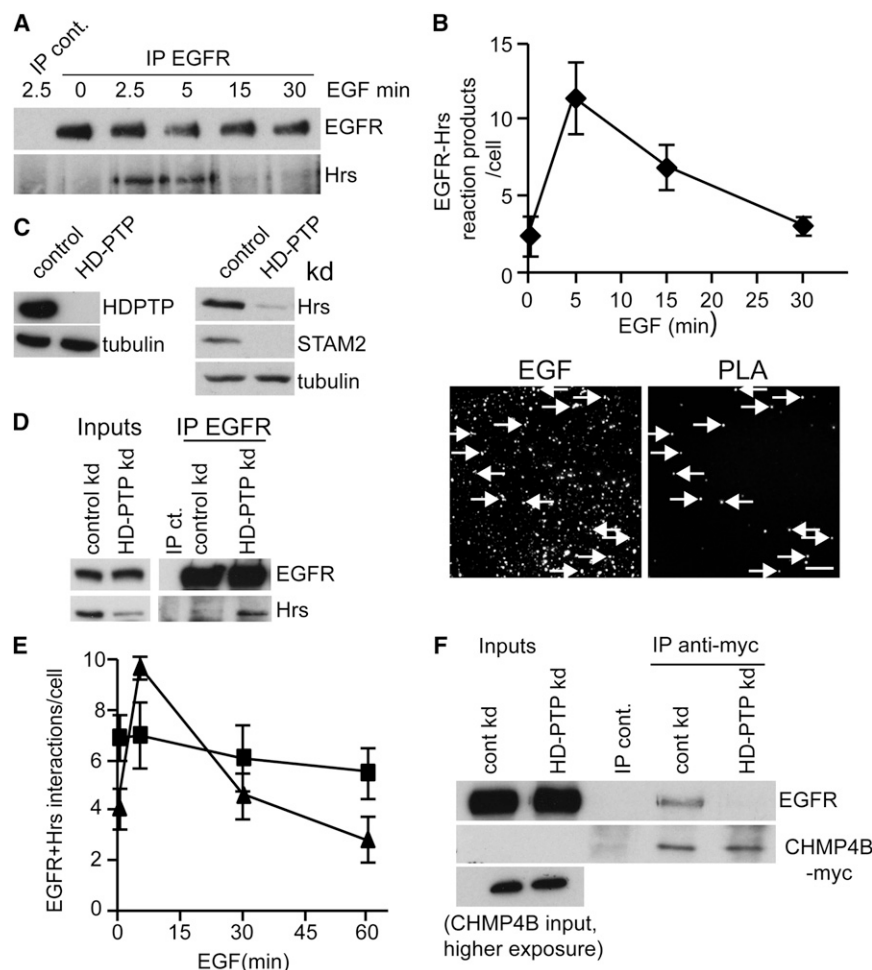 A
IP cont.
IP EGFR
2.5 0 2.5 5 15 30 EGF min
EGFR
Hrs
B
EGFR-Hrs
reaction products
/cell
15
10
5
0
0 5 10 15 20 25 30
EGF (min)
EGF PLA
C
control
HD-PTP
control
HD-PTP
kd
HDPTP
tubulin
Hrs
STAM2
tubulin
D
Inputs
IP EGFR
control kd
HD-PTP kd
IP ct.
control kd
HD-PTP kd
EGFR
Hrs
E
EGFR+Hrs interactions/cell
10
8
6
4
2
0
0 15 30 45 60
EGF(min)
F
Inputs
IP anti-myc
cont kd
HD-PTP kd
IP cont.
cont kd
HD-PTP kd
EGFR
CHMP4B
-myc
(CHMP4B input,
higher exposure)